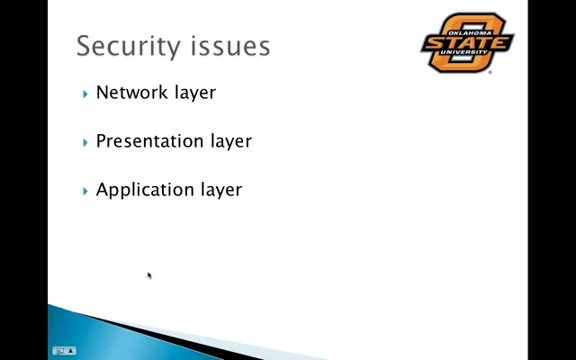 Security issues
OKLAHOMA
STATE
UNIVERSITY
Network layer
Presentation layer
Application layer